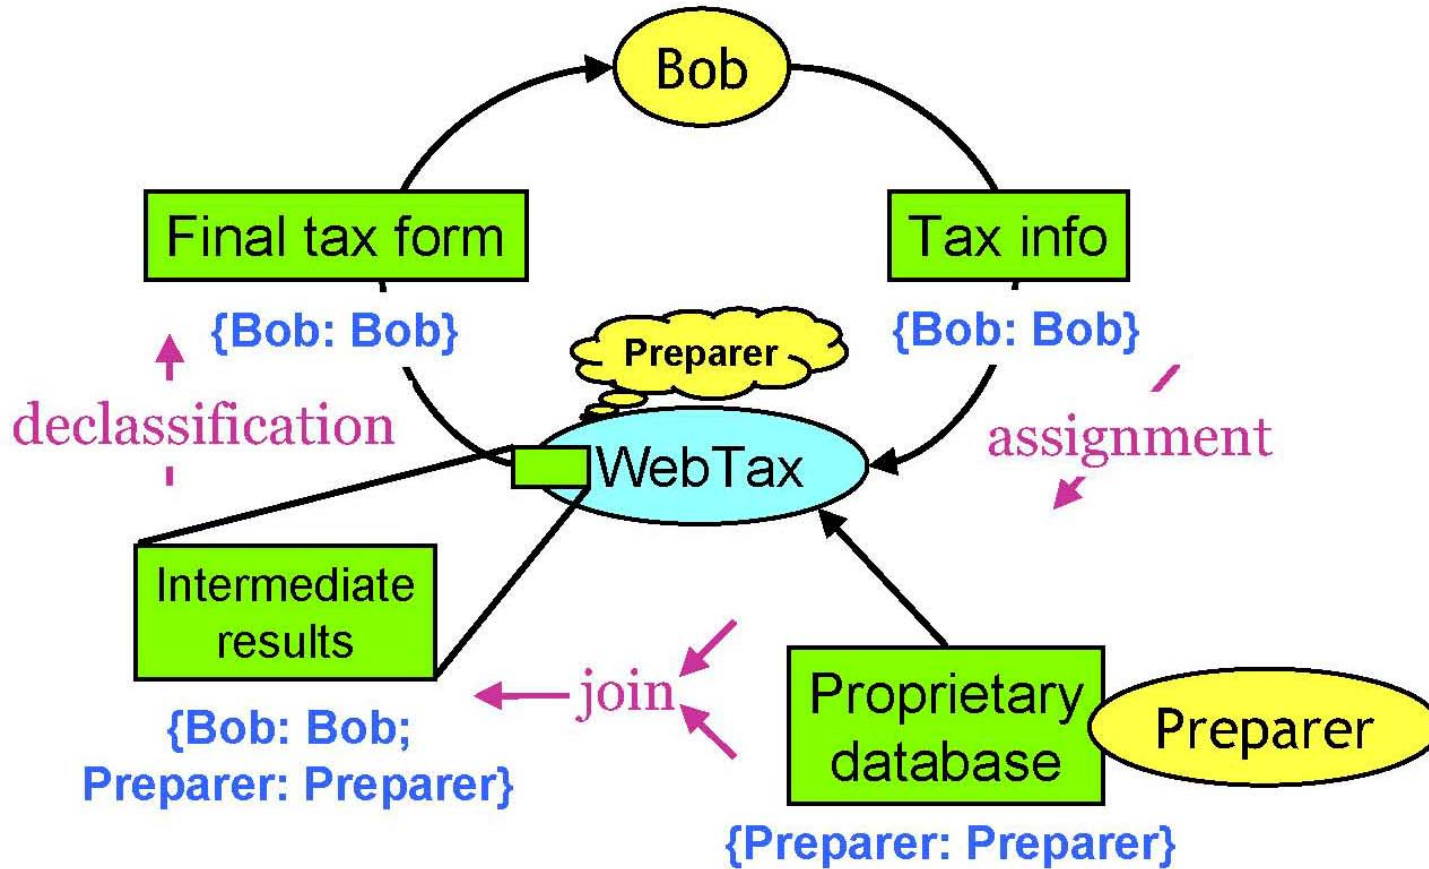 Bob
Final tax form
Tax info
{Bob: Bob}
{Bob: Bob}
Preparer
declassification
assignment
WebTax
Intermediate
results
join
Proprietary
database
Preparer
{Bob: Bob;
Preparer: Preparer}
{Preparer: Preparer}